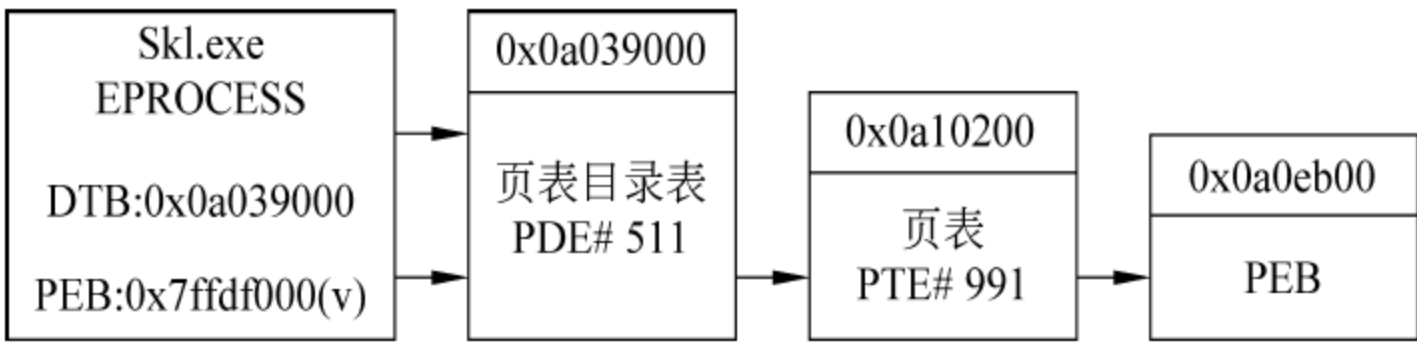 Skl.exe
EPROCESS
DTB:0x0a039000
PEB:0x7ffdf000(v)
0x0a039000
页表目录表
PDE# 511
0x0a10200
页表
PTE# 991
0x0a0eb00
PEB